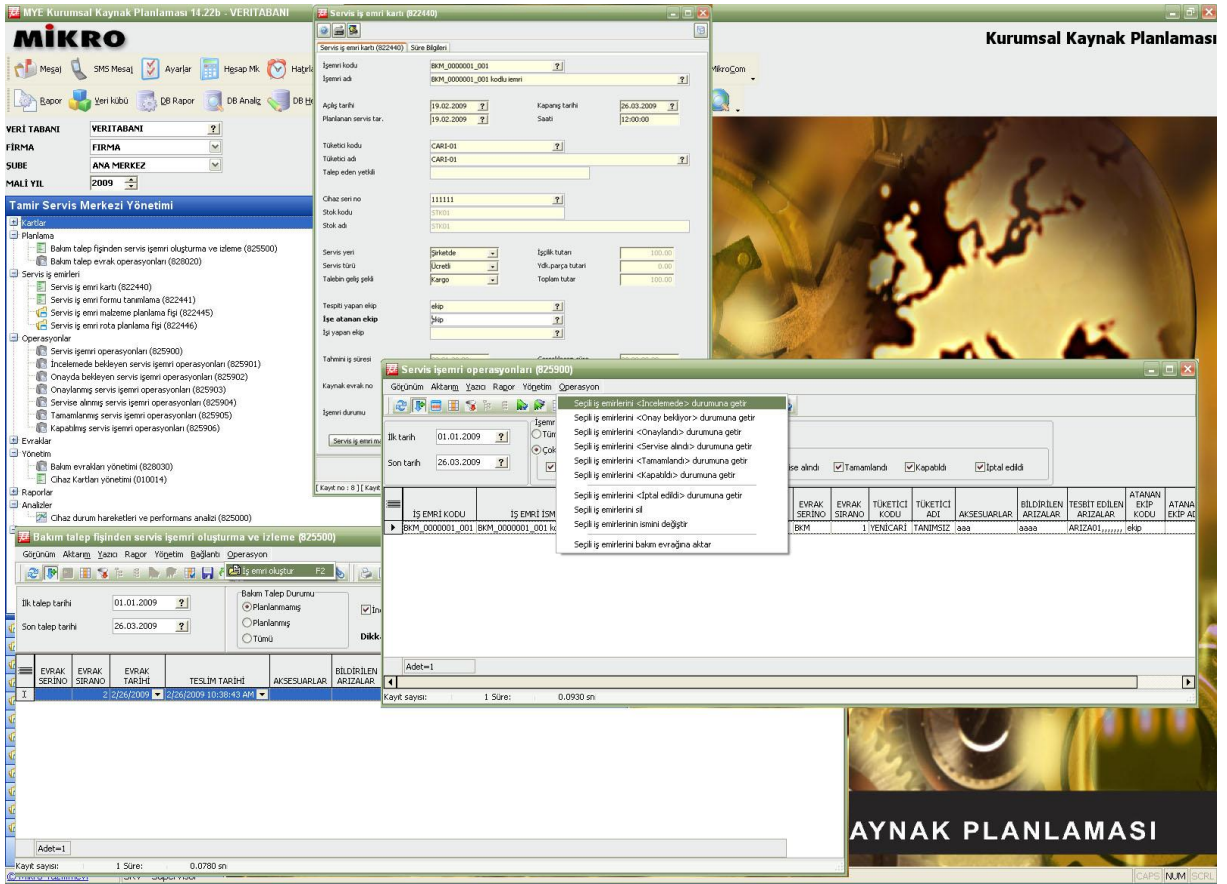 MYE Kurumsal Kaynak Planlaması 14.22b - VERITABANI
MİKRO
Kurumsal Kaynak Planlaması
Mesaj
SMS Mesaj
Ayarlar
Hesap Mk
Rapor
Veri kübü
DB Rapor
DB Analiz
MikroCom
VERİ TABANI VERITABANI ?
FİRMA FIRMA
ŞUBE ANA MERKEZ
MALİ YIL 2009
Tamir Servis Merkezi Yönetimi
Kartlar
Planlama
Bakım talep fişinden servis işemri oluşturma ve izleme (825500)
Bakım talep evrak operasyonları (828020)
Servis iş emirleri
Servis iş emri kartı (822440)
Servis iş emri formu tanımlama (822441)
Servis iş emri malzeme planlama fişi (822445)
Servis iş emri rota planlama fişi (822446)
Operasyonlar
Servis işemri operasyonları (825900)
İncelemede bekleyen servis işemri operasyonları (825901)
Onayda bekleyen servis işemri operasyonları (825902)
Onaylanmış servis işemri operasyonları (825903)
Servise alınmış servis işemri operasyonları (825904)
Tamamlanmış servis işemri operasyonları (825905)
Kapatılmış servis işemri operasyonları (825906)
Evraklar
Yönetim
Bakım evrakları yönetimi (828030)
Cihaz Kartları yönetimi (010014)
Raporlar
Analizler
Cihaz durum hareketleri ve performans analizi (825000)
Servis iş emri kartı (822440)
Servis iş emri kartı (822440) Süre Bilgileri
İşemri kodu BKM_0000001_001 ?
İşemri adı BKM_0000001_001 kodlu iemri ?
Açılış tarihi 19.02.2009 ? Kapanış tarihi 26.03.2009 ?
Planlanan servis tar. 19.02.2009 ? Saati 12:00:00
Tüketici kodu CARI-01 ?
Tüketici adı CARI-01 ?
Talep eden yetkili
Cihaz seri no 111111 ?
Stok kodu STK01
Stok adı STK01
Servis yeri Şirketde İşçilik tutarı 100.00
Servis türü Ücretli Ydk.parça tutarı 0.00
Talebin geliş şekli Kargo Toplam tutar 100.00
Tespiti yapan ekip ekip ?
İşe atanan ekip ekip ?
İşi yapan ekip ?
Tahmini iş süresi
Kaynak evrak no
İşemri durumu
Servis iş emri
[ Kayıt no : 8 ] [ Kayıt
Servis işemri operasyonları (825900)
Görünüm Aktarım Yazıcı Rapor Yönetim Operasyon
Seçili iş emirlerini <İncelemede> durumuna getir
Seçili iş emirlerini <Onay bekliyor> durumuna getir
Seçili iş emirlerini <Onaylandı> durumuna getir
Seçili iş emirlerini <Servise alındı> durumuna getir
Seçili iş emirlerini <Tamamlandı> durumuna getir
Seçili iş emirlerini <Kapatıldı> durumuna getir
Seçili iş emirlerini <İptal edildi> durumuna getir
Seçili iş emirlerini sil
Seçili iş emirlerinin ismini değiştir
Seçili iş emirlerini bakım evrağına aktar
İlk tarih 01.01.2009 ?
Son tarih 26.03.2009 ?
alındı Tamamlandı Kapatıldı İptal edildi
İŞ EMRİ KODU İŞ EMRİ İSM EVRAK SERİNO EVRAK SIRANO TÜKETİCİ KODU TÜKETİCİ ADI AKSESUARLAR BİLDİRİLEN ARIZALAR TESBİT EDİLEN ARIZALAR ATANAN EKİP KODU ATANA EKİP AD
BKM_0000001_001 BKM_0000001_001 BKM 1 YENİCARİ TANIMSIZ aaa aaaa ARIZA01,,,,,,, ekip
Adet=1
Kayıt sayısı: 1 Süre: 0.0930 sn
Bakım talep fişinden servis işemri oluşturma ve izleme (825500)
Görünüm Aktarım Yazıcı Rapor Yönetim Bağlantı Operasyon
İş emri oluştur F2
İlk talep tarihi 01.01.2009 ?
Son talep tarihi 26.03.2009 ?
Bakım Talep Durumu
Planlanmamış
Planlanmış
Tümü
EVRAK SERİNO EVRAK SIRANO EVRAK TARİHİ TESLİM TARİHİ AKSESUARLAR BİLDİRİLEN ARIZALAR
2 2/26/2009 2/26/2009 10:38:43 AM
Adet=1
Kayıt sayısı: 1 Süre: 0.0780 sn
AYNAK PLANLAMASI
CAPS NUM SCRL